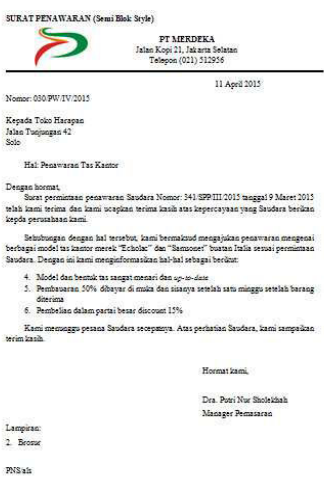 SURAT PENAWARAN (Semi Blok Style)
PT MERDEKA
Jalan Kopi 21, Jakarta Selatan
Telepon (021) 512956
11 April 2015
Nomor: 030/PW/IV/2015
Kepada Toko Harapan
Jalan Tunjungan 42
Solo
Hal: Penawaran Tas Kantor
Dengan hormat,
Surat permintaan penawaran Saudara Nomor: 341/SPP/III/2015 tanggal 9 Maret 2015
telah kami terima dan kami ucapkan terima kasih atas kepercayaan yang Saudara berikan
kepda perusahaan kami.
Sehubungan dengan hal tersebut, kami bermaksud mengajukan penawaran mengenai
berbagai model tas kantor merek “Echolac” dan “Samsonet” buatan Italia sesuai permintaan
Saudara. Dengan ini kami menginformasikan hal-hal sebagai berikut:
4. Model dan bentuk tas sangat menari dan up-to-date
5. Pembauaran 50% dibayar di muka dan sisanya setelah satu minggu setelah barang
diterima
6. Pembelian dalam partai besar discount 15%
Kami menunggu pesana Saudara secepatnya. Atas perhatian Saudara, kami sampaikan
terim kasih.
Hormat kami,
Dra. Putri Nur Sholekhah
Manager Pemasaran
Lampiran:
2. Brosur
PNS/als